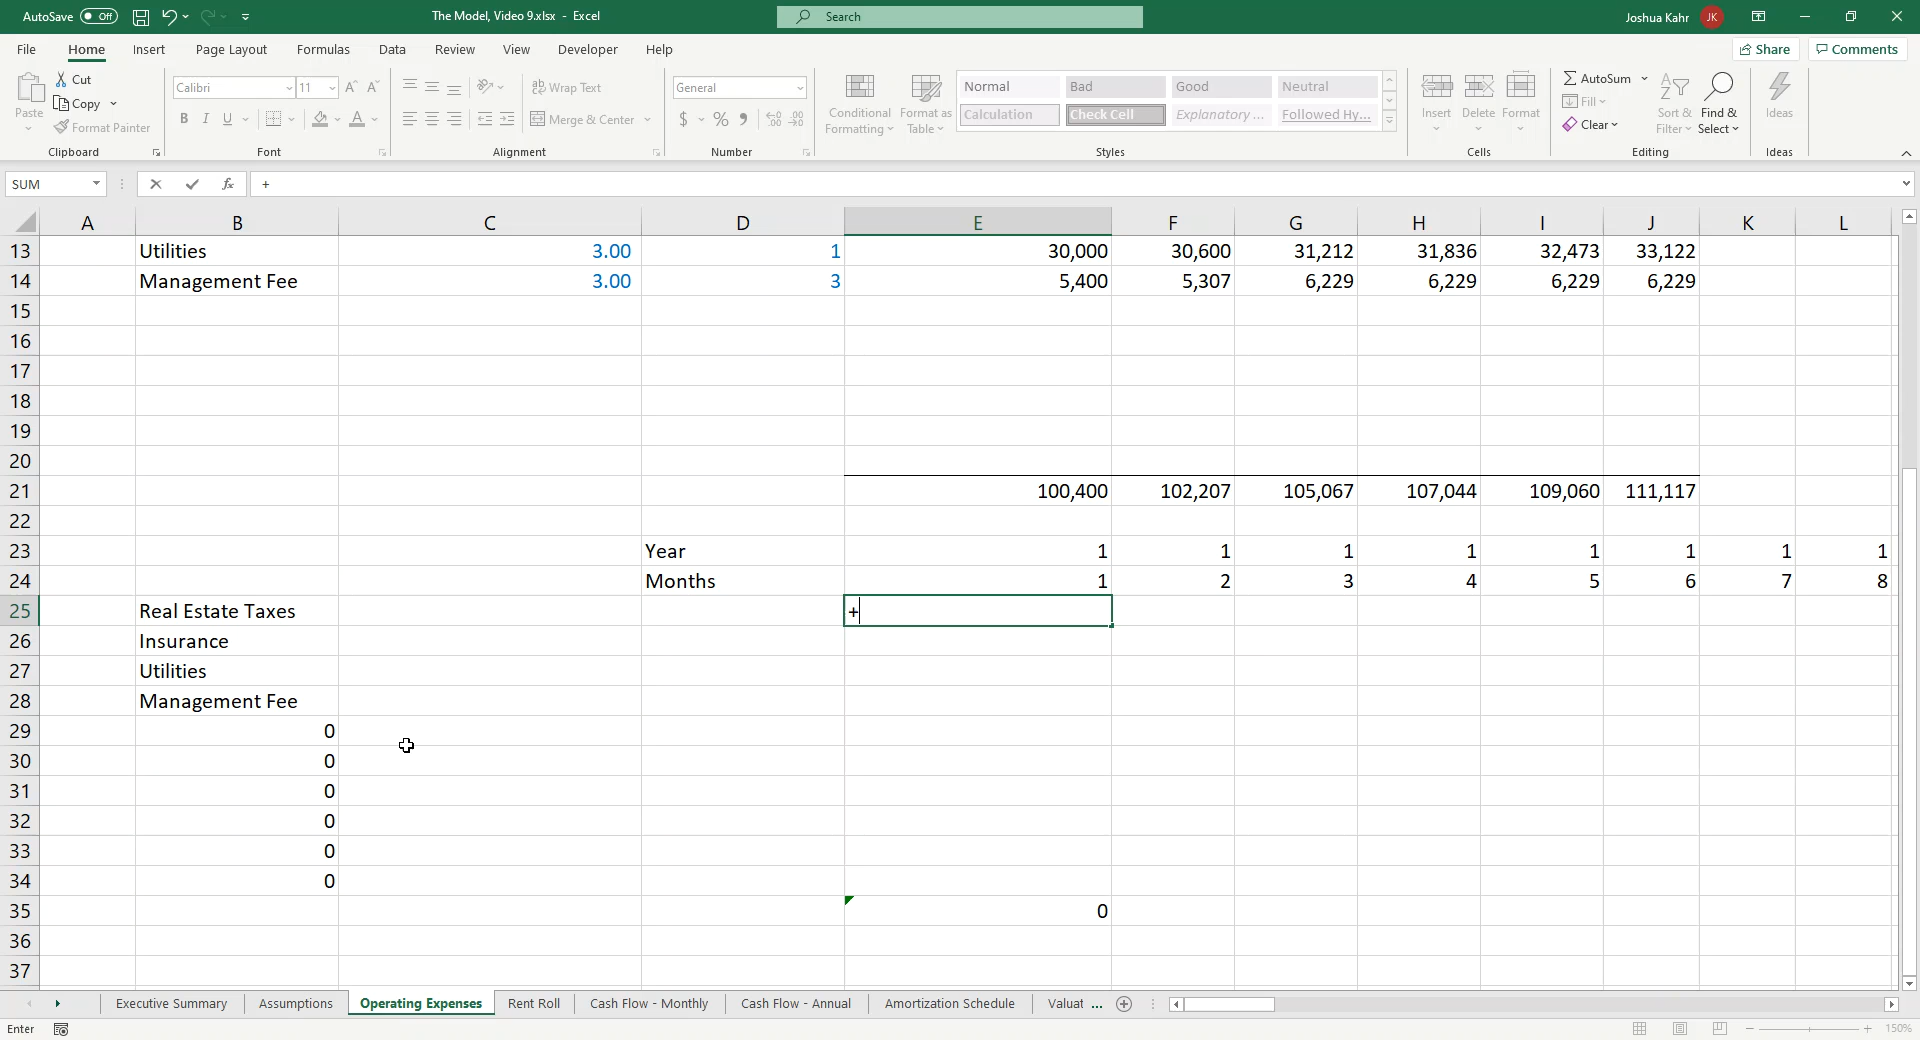 AutoSave Off The Model, Video 9.xlsx - Excel Search Joshua Kahr JK
File Home Insert Page Layout Formulas Data Review View Developer Help Share Comments
Paste Cut Copy Format Painter Clipboard
Calibri 11 A A B I U A Font
Wrap Text Merge & Center Alignment
General $ % Number
Conditional Formatting Format as Table Normal Bad Good Neutral
Calculation Check Cell Explanatory ... Followed Hy... Styles
Insert Delete Format Cells
AutoSum Fill Clear Sort & Filter Find & Select Editing
Ideas Ideas
SUM fx +
A B C D E F G H I J K L
13 Utilities 3.00 1 30,000 30,600 31,212 31,836 32,473 33,122
14 Management Fee 3.00 3 5,400 5,307 6,229 6,229 6,229 6,229
15
16
17
18
19
20
21 100,400 102,207 105,067 107,044 109,060 111,117
22
23 Year 1 1 1 1 1 1 1 1
24 Months 1 2 3 4 5 6 7 8
25 Real Estate Taxes +
26 Insurance
27 Utilities
28 Management Fee
29 0
30 0
31 0
32 0
33 0
34 0
35 0
36
37
Executive Summary Assumptions Operating Expenses Rent Roll Cash Flow - Monthly Cash Flow - Annual Amortization Schedule Valuat ...
Enter 150%